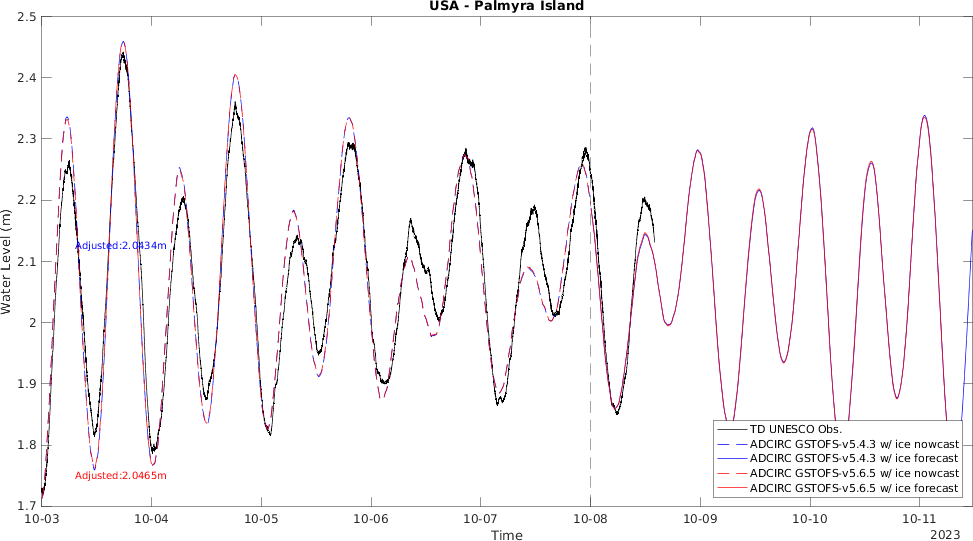 USA - Palmyra Island
2.5
2.4
2.3
2.2
2.1
2
1.9
1.8
1.7
Water Level (m)
Adjusted:2.0434m
Adjusted:2.0465m
TD UNESCO Obs.
ADCIRC GSTOFS-v5.4.3 w/ ice nowcast
ADCIRC GSTOFS-v5.4.3 w/ ice forecast
ADCIRC GSTOFS-v5.6.5 w/ ice nowcast
ADCIRC GSTOFS-v5.6.5 w/ ice forecast
10-03 10-04 10-05 10-06 10-07 10-08 10-09 10-10 10-11
Time
2023